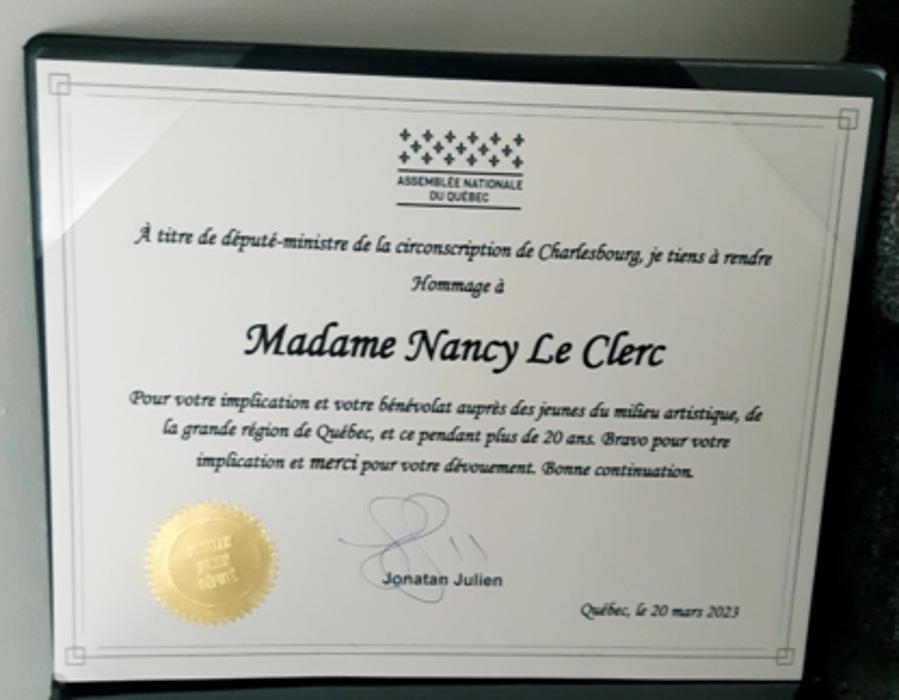 ASSEMBLÉE NATIONALE
DU QUÉBEC
À titre de député-ministre de la circonscription de Charlesbourg, je tiens à rendre
Hommage à
Madame Nancy Le Clerc
Pour votre implication et votre bénévolat auprès des jeunes du milieu artistique, de
la grande région de Québec, et ce pendant plus de 20 ans. Bravo pour votre
implication et merci pour votre dévouement. Bonne continuation.
Jonatan Julien
Québec, le 20 mars 2023